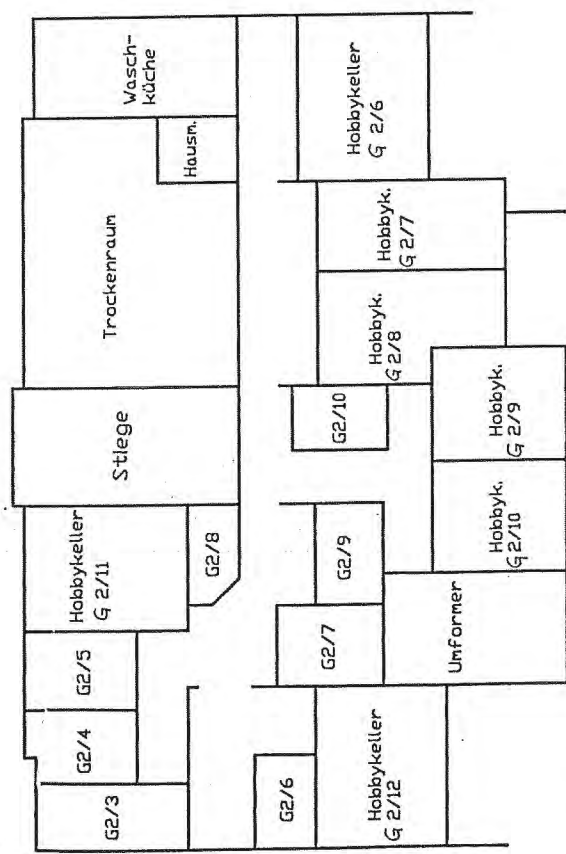 G2/3
G2/4
G2/5
Hobbykeller
G 2/11
G2/8
Stiege
Trockenraum
Hausm.
Wasch-
küche
G2/6
Hobbykeller
G 2/12
G2/7
G2/9
G2/10
Hobbyk.
G 2/8
Hobbyk.
G 2/7
Hobbykeller
G 2/6
Umformer
Hobbyk.
G 2/10
Hobbyk.
G 2/9